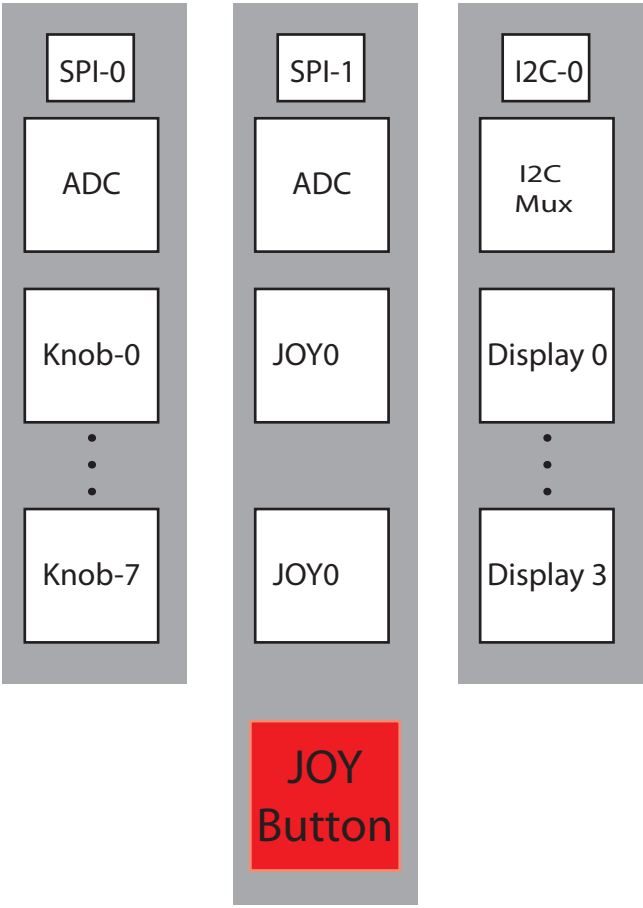 SPI-0
ADC
Knob-0
Knob-7
SPI-1
ADC
JOY0
JOY0
JOY
Button
I2C-0
I2C
Mux
Display 0
Display 3